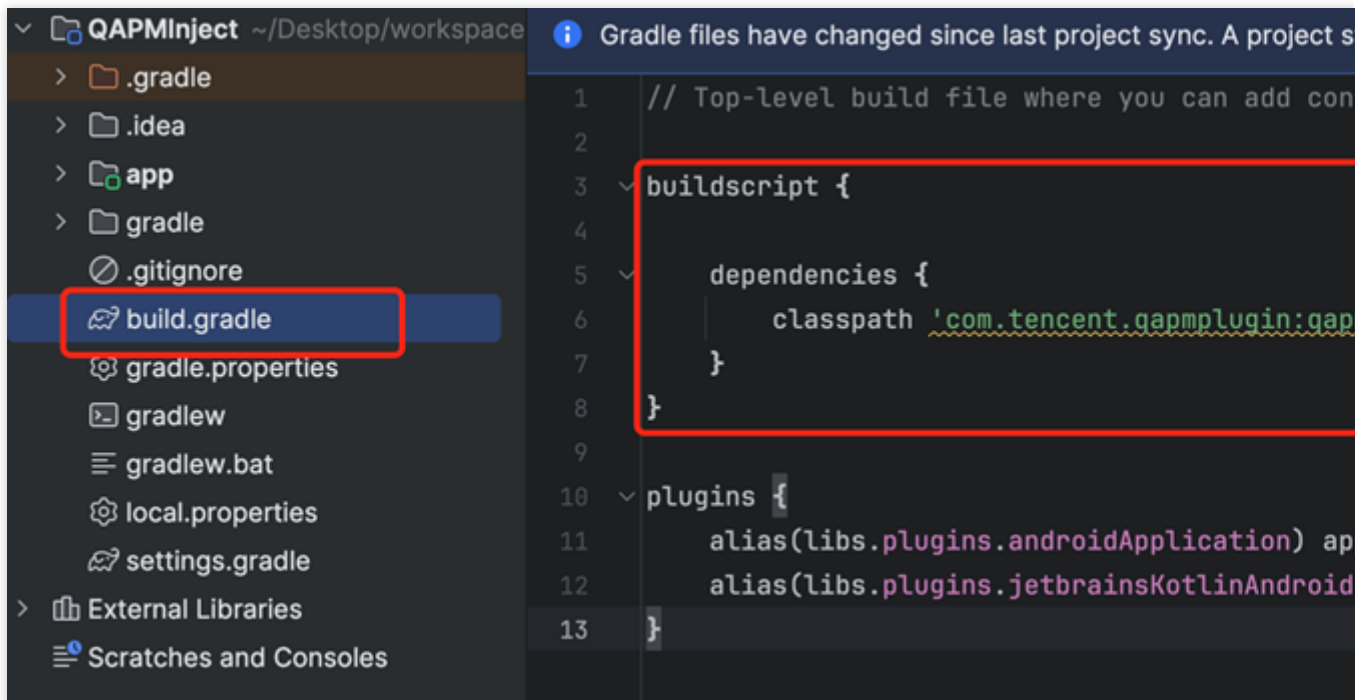 QAPMInject ~/Desktop/workspace
.gradle
.idea
app
gradle
.gitignore
build.gradle
gradle.properties
gradlew
gradlew.bat
local.properties
settings.gradle
External Libraries
Scratches and Consoles
Gradle files have changed since last project sync. A project s
1 // Top-level build file where you can add con
2
3 buildscript {
4
5 dependencies {
6 classpath 'com.tencent.qapmplugin:qap
7 }
8 }
9
10 plugins {
11 alias(libs.plugins.androidApplication) ap
12 alias(libs.plugins.jetbrainsKotlinAndroid
13 }